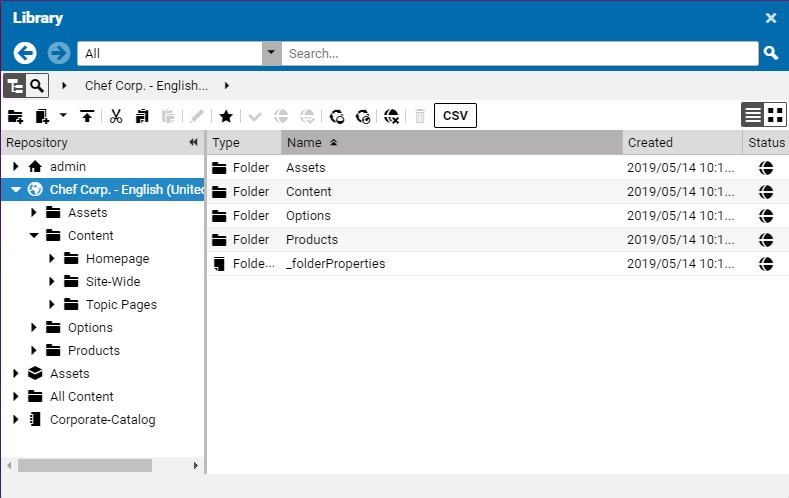 Library
All Search...
Chef Corp. - English...
CSV
Repository
admin
Chef Corp. - English (United
Assets
Content
Homepage
Site-Wide
Topic Pages
Options
Products
Assets
All Content
Corporate-Catalog
Type Name Created Status
Folder Assets 2019/05/14 10:1...
Folder Content 2019/05/14 10:1...
Folder Options 2019/05/14 10:1...
Folder Products 2019/05/14 10:1...
Folde... _folderProperties 2019/05/14 10:1...